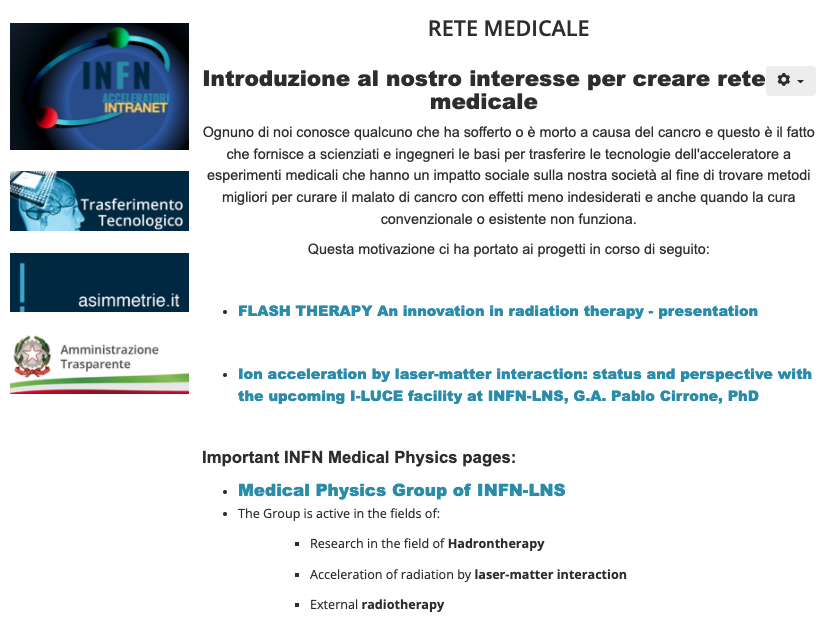 INFN
ACCELERATORI
INTRANET
Trasferimento
Tecnologico
asimmetrie.it
Amministrazione
Trasparente
RETE MEDICALE
Introduzione al nostro interesse per creare rete
medicale
Ognuno di noi conosce qualcuno che ha sofferto o è morto a causa del cancro e questo è il fatto
che fornisce a scienziati e ingegneri le basi per trasferire le tecnologie dell'acceleratore a
esperimenti medicali che hanno un impatto sociale sulla nostra società al fine di trovare metodi
migliori per curare il malato di cancro con effetti meno indesiderati e anche quando la cura
convenzionale o esistente non funziona.
Questa motivazione ci ha portato ai progetti in corso di seguito:
• FLASH THERAPY An innovation in radiation therapy - presentation
• Ion acceleration by laser-matter interaction: status and perspective with
the upcoming I-LUCE facility at INFN-LNS, G.A. Pablo Cirrone, PhD
Important INFN Medical Physics pages:
• Medical Physics Group of INFN-LNS
• The Group is active in the fields of:
▪ Research in the field of Hadrontherapy
▪ Acceleration of radiation by laser-matter interaction
▪ External radiotherapy